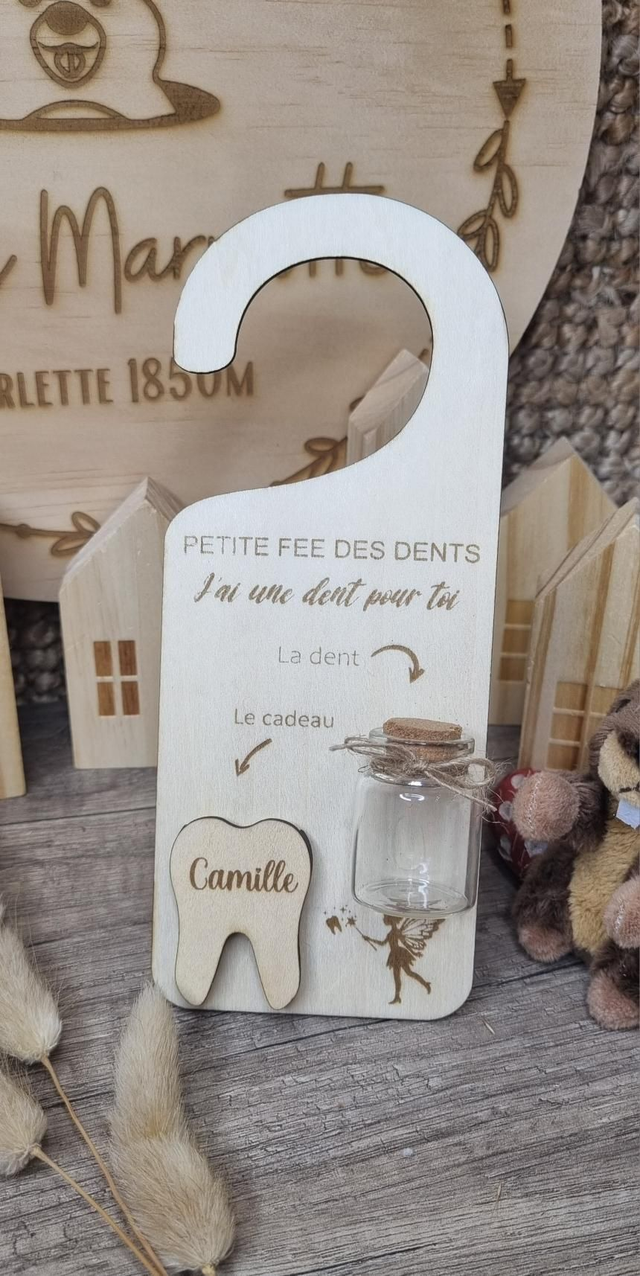 RLETTE 1850M
PETITE FEE DES DENTS
J'ai une dent pour toi
La dent
Le cadeau
Camille